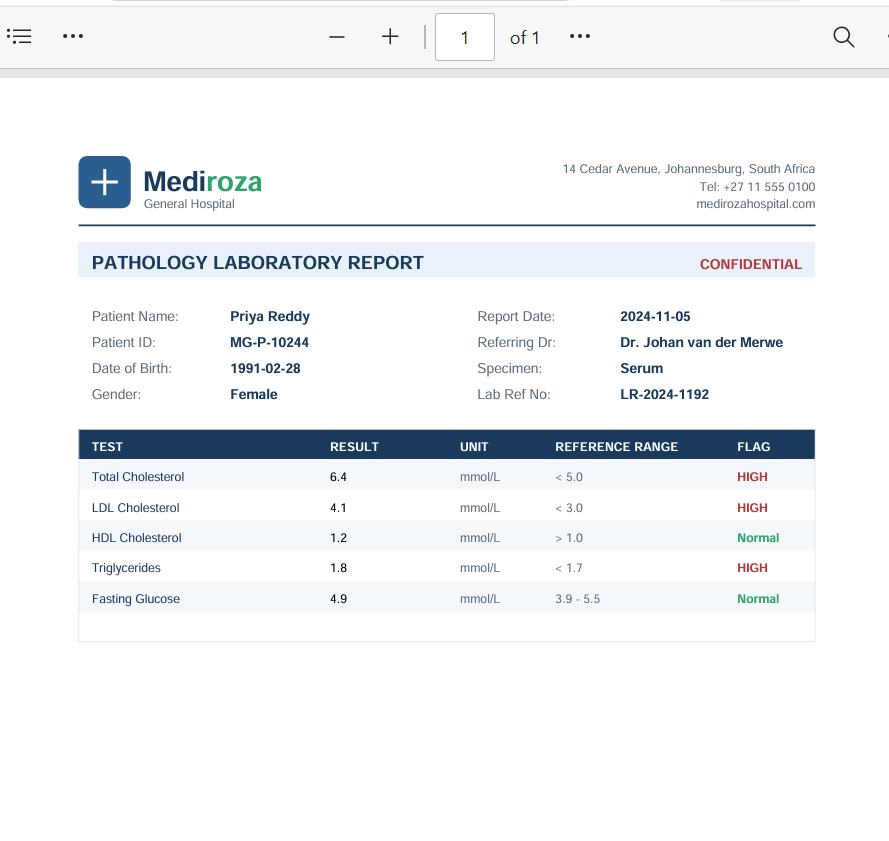 1 of 1
Mediroza
General Hospital
14 Cedar Avenue, Johannesburg, South Africa
Tel: +27 11 555 0100
medirozahospital.com
PATHOLOGY LABORATORY REPORT CONFIDENTIAL
Patient Name: Priya Reddy Report Date: 2024-11-05
Patient ID: MG-P-10244 Referring Dr: Dr. Johan van der Merwe
Date of Birth: 1991-02-28 Specimen: Serum
Gender: Female Lab Ref No: LR-2024-1192
TEST RESULT UNIT REFERENCE RANGE FLAG
Total Cholesterol 6.4 mmol/L < 5.0 HIGH
LDL Cholesterol 4.1 mmol/L < 3.0 HIGH
HDL Cholesterol 1.2 mmol/L > 1.0 Normal
Triglycerides 1.8 mmol/L < 1.7 HIGH
Fasting Glucose 4.9 mmol/L 3.9 - 5.5 Normal